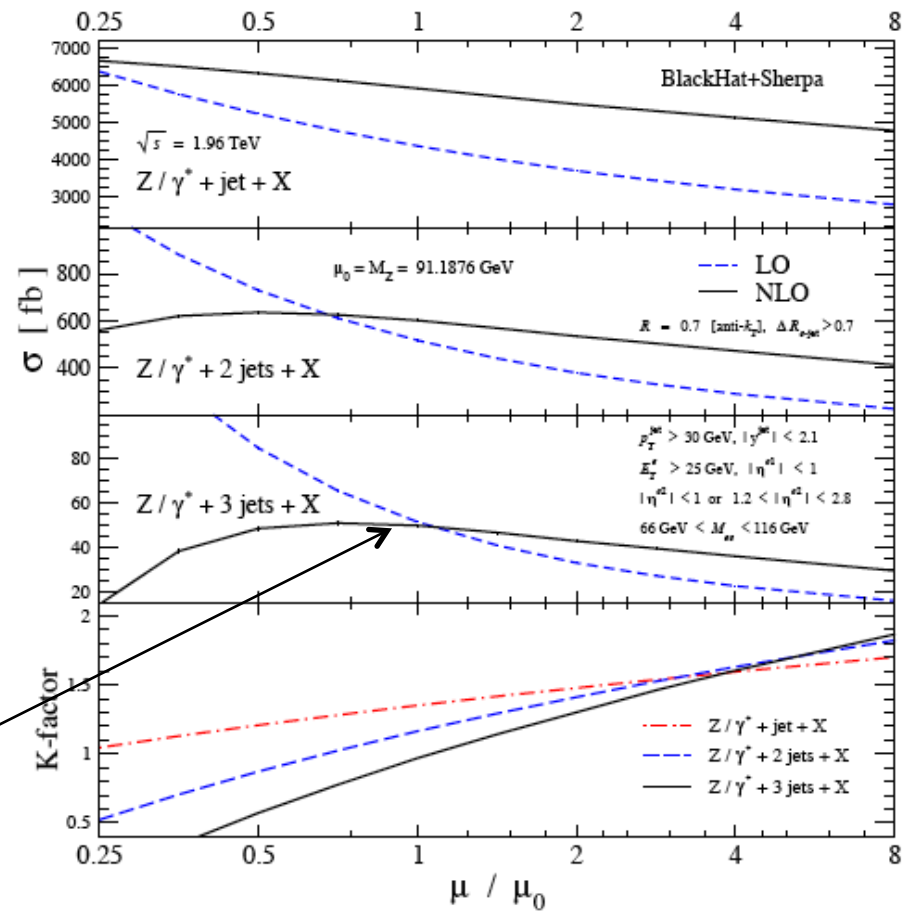 0.25 0.5 1 2 4 8
7000
6000
5000
4000
3000
BlackHat+Sherpa
√s = 1.96 TeV
Z / γ* + jet + X
σ [ fb ]
800
600
400
μ0 = MZ = 91.1876 GeV
LO
NLO
R = 0.7 [anti-kT], ΔRe-jet > 0.7
Z / γ* + 2 jets + X
80
60
40
20
pTjet > 30 GeV, | yjet | < 2.1
ETe > 25 GeV, | ηe1 | < 1
| ηe2 | < 1 or 1.2 < | ηe2 | < 2.8
66 GeV < Mee < 116 GeV
Z / γ* + 3 jets + X
K-factor
2
1.5
1
0.5
Z / γ* + jet + X
Z / γ* + 2 jets + X
Z / γ* + 3 jets + X
0.25 0.5 1 2 4 8
μ / μ0